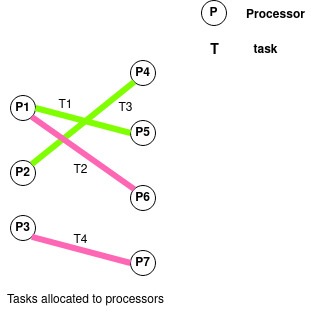 P Processor
T task
P4
P1 T1 T3
P5
P2 T2
P6
P3 T4
P7
Tasks allocated to processors